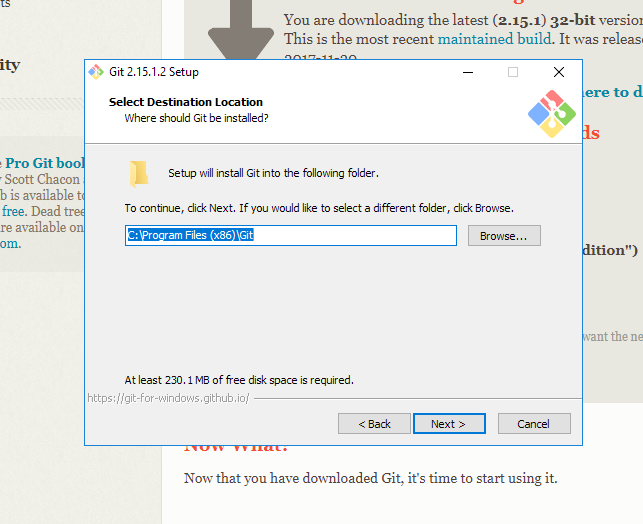 ts
You are downloading the latest (2.15.1) 32-bit version
This is the most recent maintained build. It was relea
ity
Git 2.15.1.2 Setup
Select Destination Location
Where should Git be installed?
here to d
ds
Setup will install Git into the following folder.
Pro Git book
Scott Chacon
b is available to
free. Dead tree
re available on
om.
To continue, click Next. If you would like to select a different folder, click Browse.
C:\Program Files (x86)\Git
Browse...
dition")
want the ne
At least 230.1 MB of free disk space is required.
https://git-for-windows.github.io/
< Back
Next >
Cancel
Now What?
Now that you have downloaded Git, it's time to start using it.